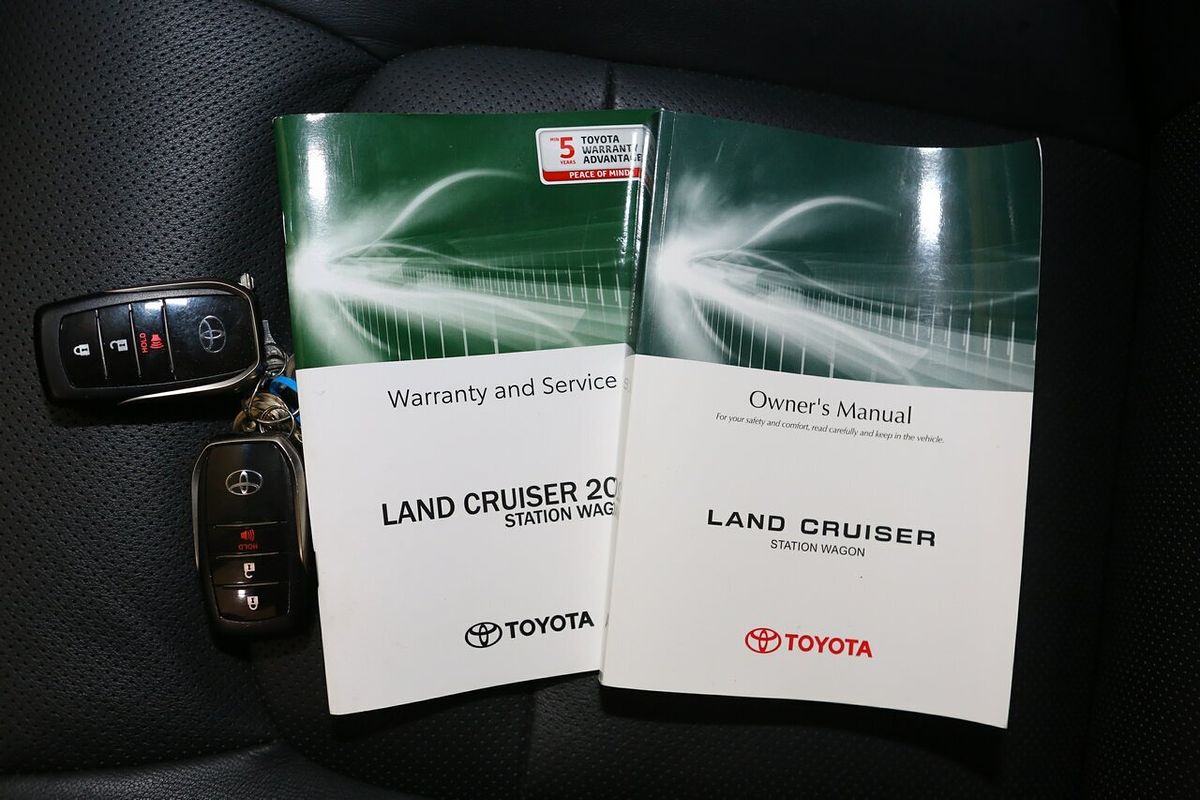 MIN 5 YEARS
TOYOTA
WARRANTY
ADVANTAGE
PEACE OF MIND
Warranty and Service
LAND CRUISER
STATION
TOYOTA
Owner's Manual
For your safety and comfort, read carefully and keep in the vehicle.
LAND CRUISER
STATION WAGON
TOYOTA
HOLD
HOLD